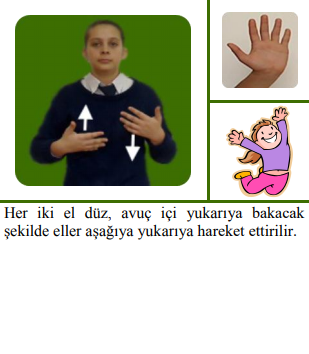 Her iki el düz, avuç içi yukarıya bakacak
şekilde eller aşağıya yukarıya hareket ettirilir.